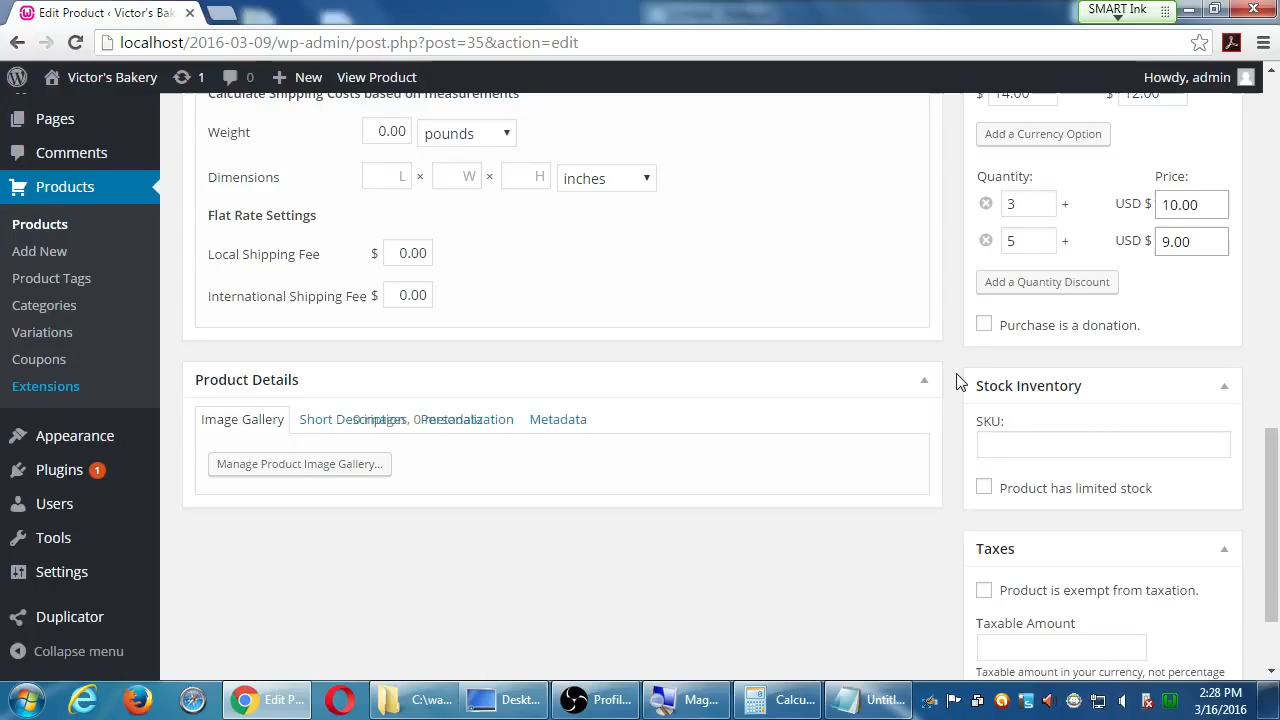 Edit Product ‹ Victor's Bak
SMART Ink
localhost/2016-03-09/wp-admin/post.php?post=35&action=edit
Victor's Bakery
1
0
New
View Product
Howdy, admin
Pages
Comments
Products
Products
Add New
Product Tags
Categories
Variations
Coupons
Extensions
Appearance
Plugins 1
Users
Tools
Settings
Duplicator
Collapse menu
Calculate Shipping Costs based on measurements
Weight 0.00 pounds
Dimensions L × W × H inches
Flat Rate Settings
Local Shipping Fee $ 0.00
International Shipping Fee $ 0.00
Product Details
Image Gallery Short Description Personalization Metadata
Manage Product Image Gallery...
$ 14.00 $ 12.00
Add a Currency Option
Quantity: Price:
3 + USD $ 10.00
5 + USD $ 9.00
Add a Quantity Discount
Purchase is a donation.
Stock Inventory
SKU:
Product has limited stock
Taxes
Product is exempt from taxation.
Taxable Amount
Taxable amount in your currency, not percentage
Edit P...
C:\wa...
Deskt...
Profil...
Mag...
Calcu...
Untitl...
2:28 PM
3/16/2016